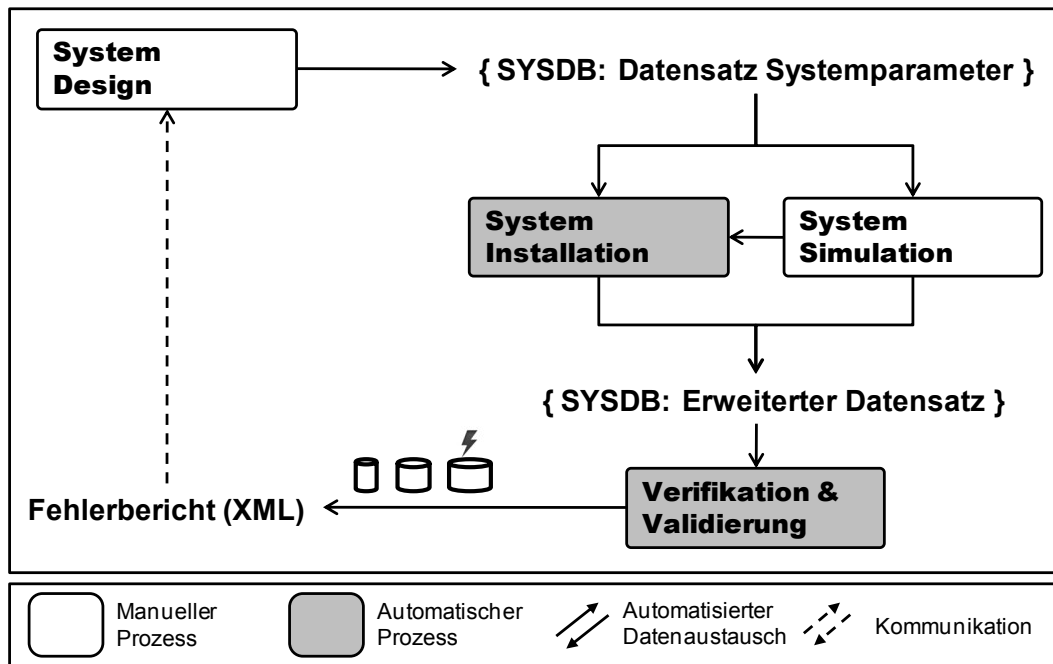 System
Design
{ SYSDB: Datensatz Systemparameter }
System
Installation
System
Simulation
{ SYSDB: Erweiterter Datensatz }
Fehlerbericht (XML)
Verifikation &
Validierung
Manueller
Prozess
Automatischer
Prozess
Automatisierter
Datenaustausch
Kommunikation